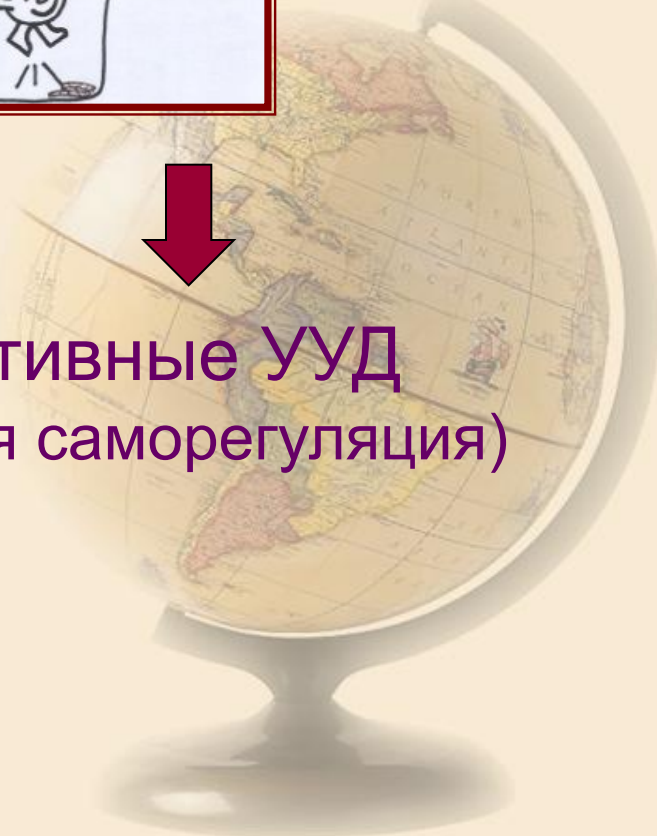 тивные УУД
я саморегуляция)
N O R T H
A T L A N T I C
O C E A N